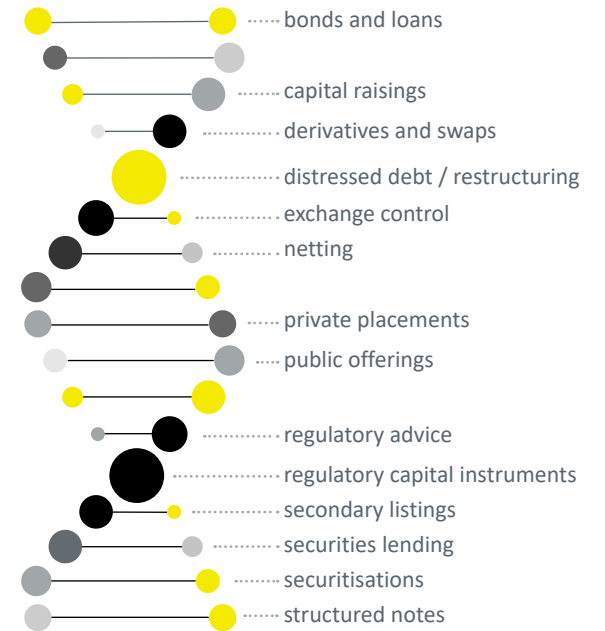 bonds and loans
capital raisings
derivatives and swaps
distressed debt / restructuring
exchange control
netting
private placements
public offerings
regulatory advice
regulatory capital instruments
secondary listings
securities lending
securitisations
structured notes